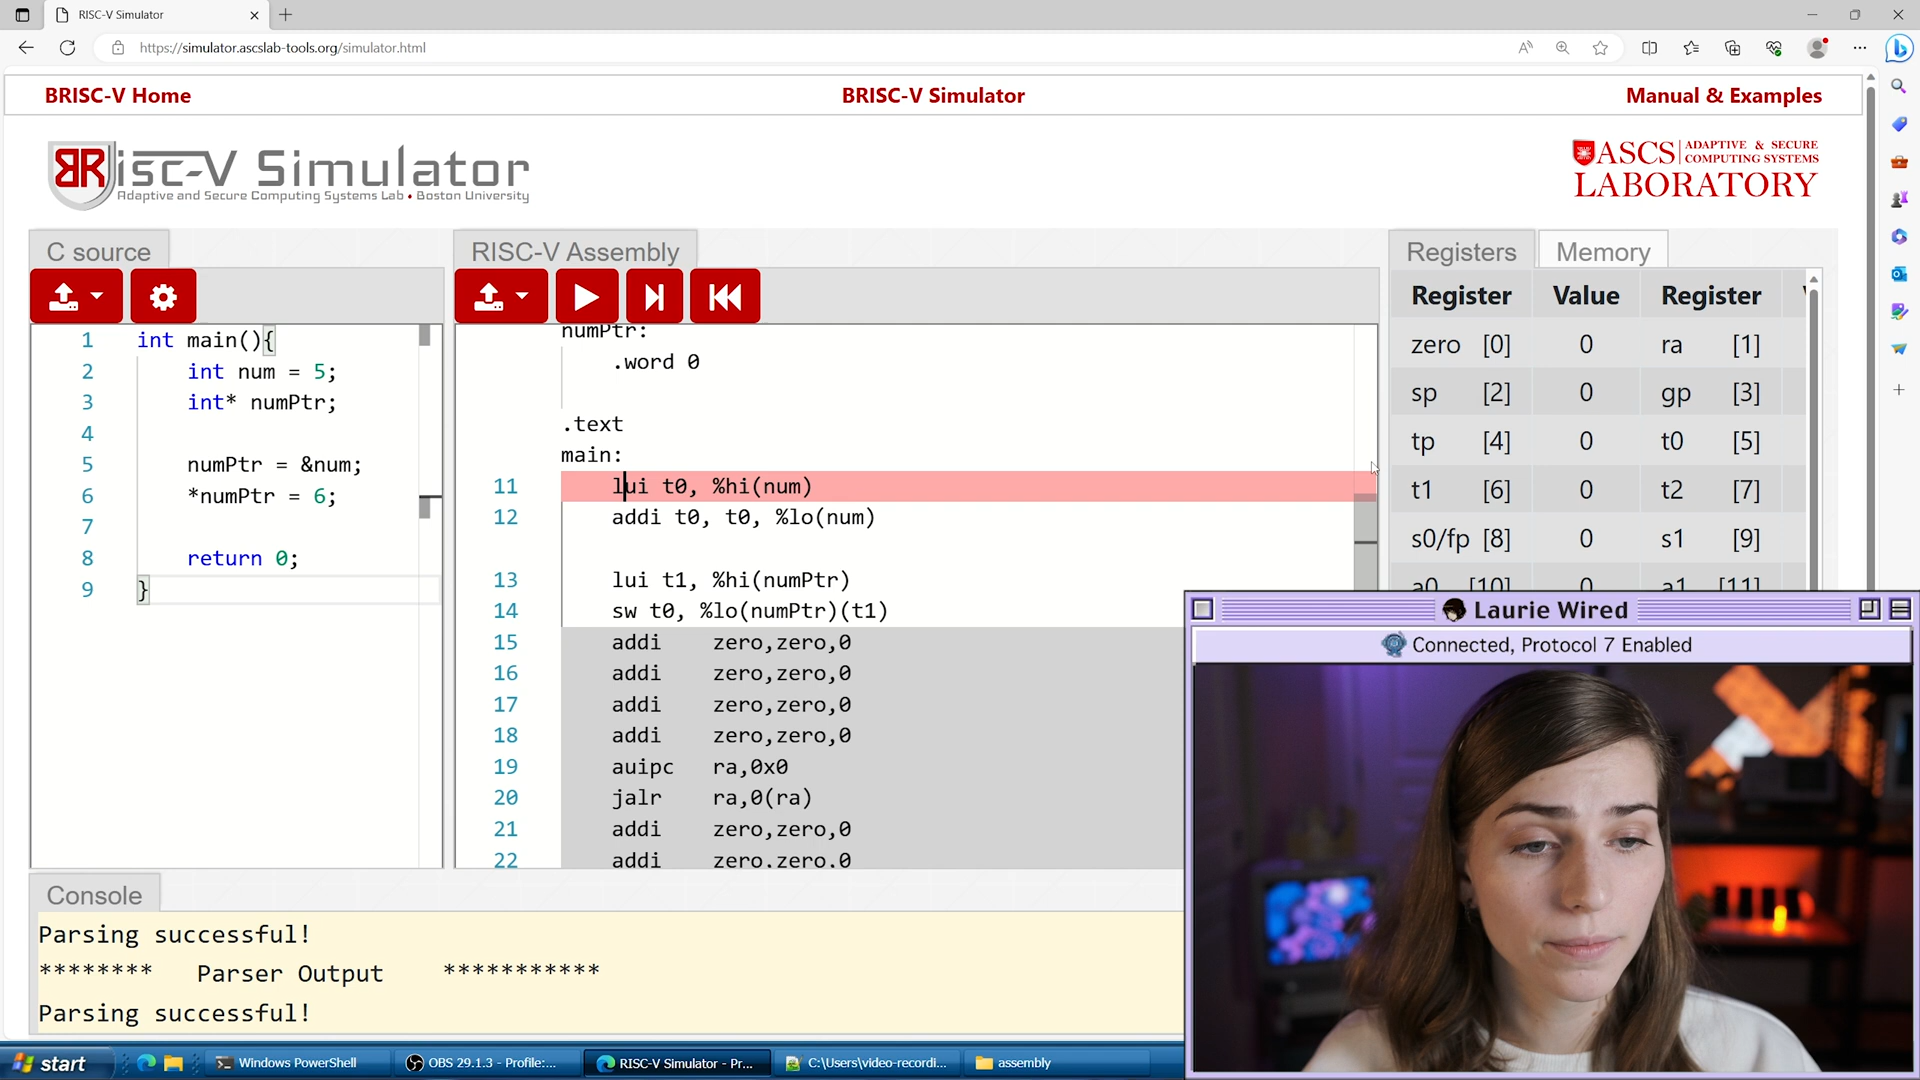 RISC-V Simulator
https://simulator.ascslab-tools.org/simulator.html
BRISC-V Home
BRISC-V Simulator
Manual & Examples
BRisc-V Simulator
Adaptive and Secure Computing Systems Lab • Boston University
ASCS ADAPTIVE & SECURE COMPUTING SYSTEMS
LABORATORY
C source
1 int main(){
2 int num = 5;
3 int* numPtr;
4
5 numPtr = &num;
6 *numPtr = 6;
7
8 return 0;
9 }
RISC-V Assembly
numPtr:
.word 0
.text
main:
11 lui t0, %hi(num)
12 addi t0, t0, %lo(num)
13 lui t1, %hi(numPtr)
14 sw t0, %lo(numPtr)(t1)
15 addi zero,zero,0
16 addi zero,zero,0
17 addi zero,zero,0
18 addi zero,zero,0
19 auipc ra,0x0
20 jalr ra,0(ra)
21 addi zero,zero,0
22 addi zero,zero,0
Registers Memory
Register Value Register
zero [0] 0 ra [1]
sp [2] 0 gp [3]
tp [4] 0 t0 [5]
t1 [6] 0 t2 [7]
s0/fp [8] 0 s1 [9]
a0 [10] 0 a1 [11]
Laurie Wired
Connected, Protocol 7 Enabled
Console
Parsing successful!
******** Parser Output ***********
Parsing successful!
start
Windows PowerShell
OBS 29.1.3 - Profile:...
RISC-V Simulator - Pr...
C:\Users\video-recordi...
assembly